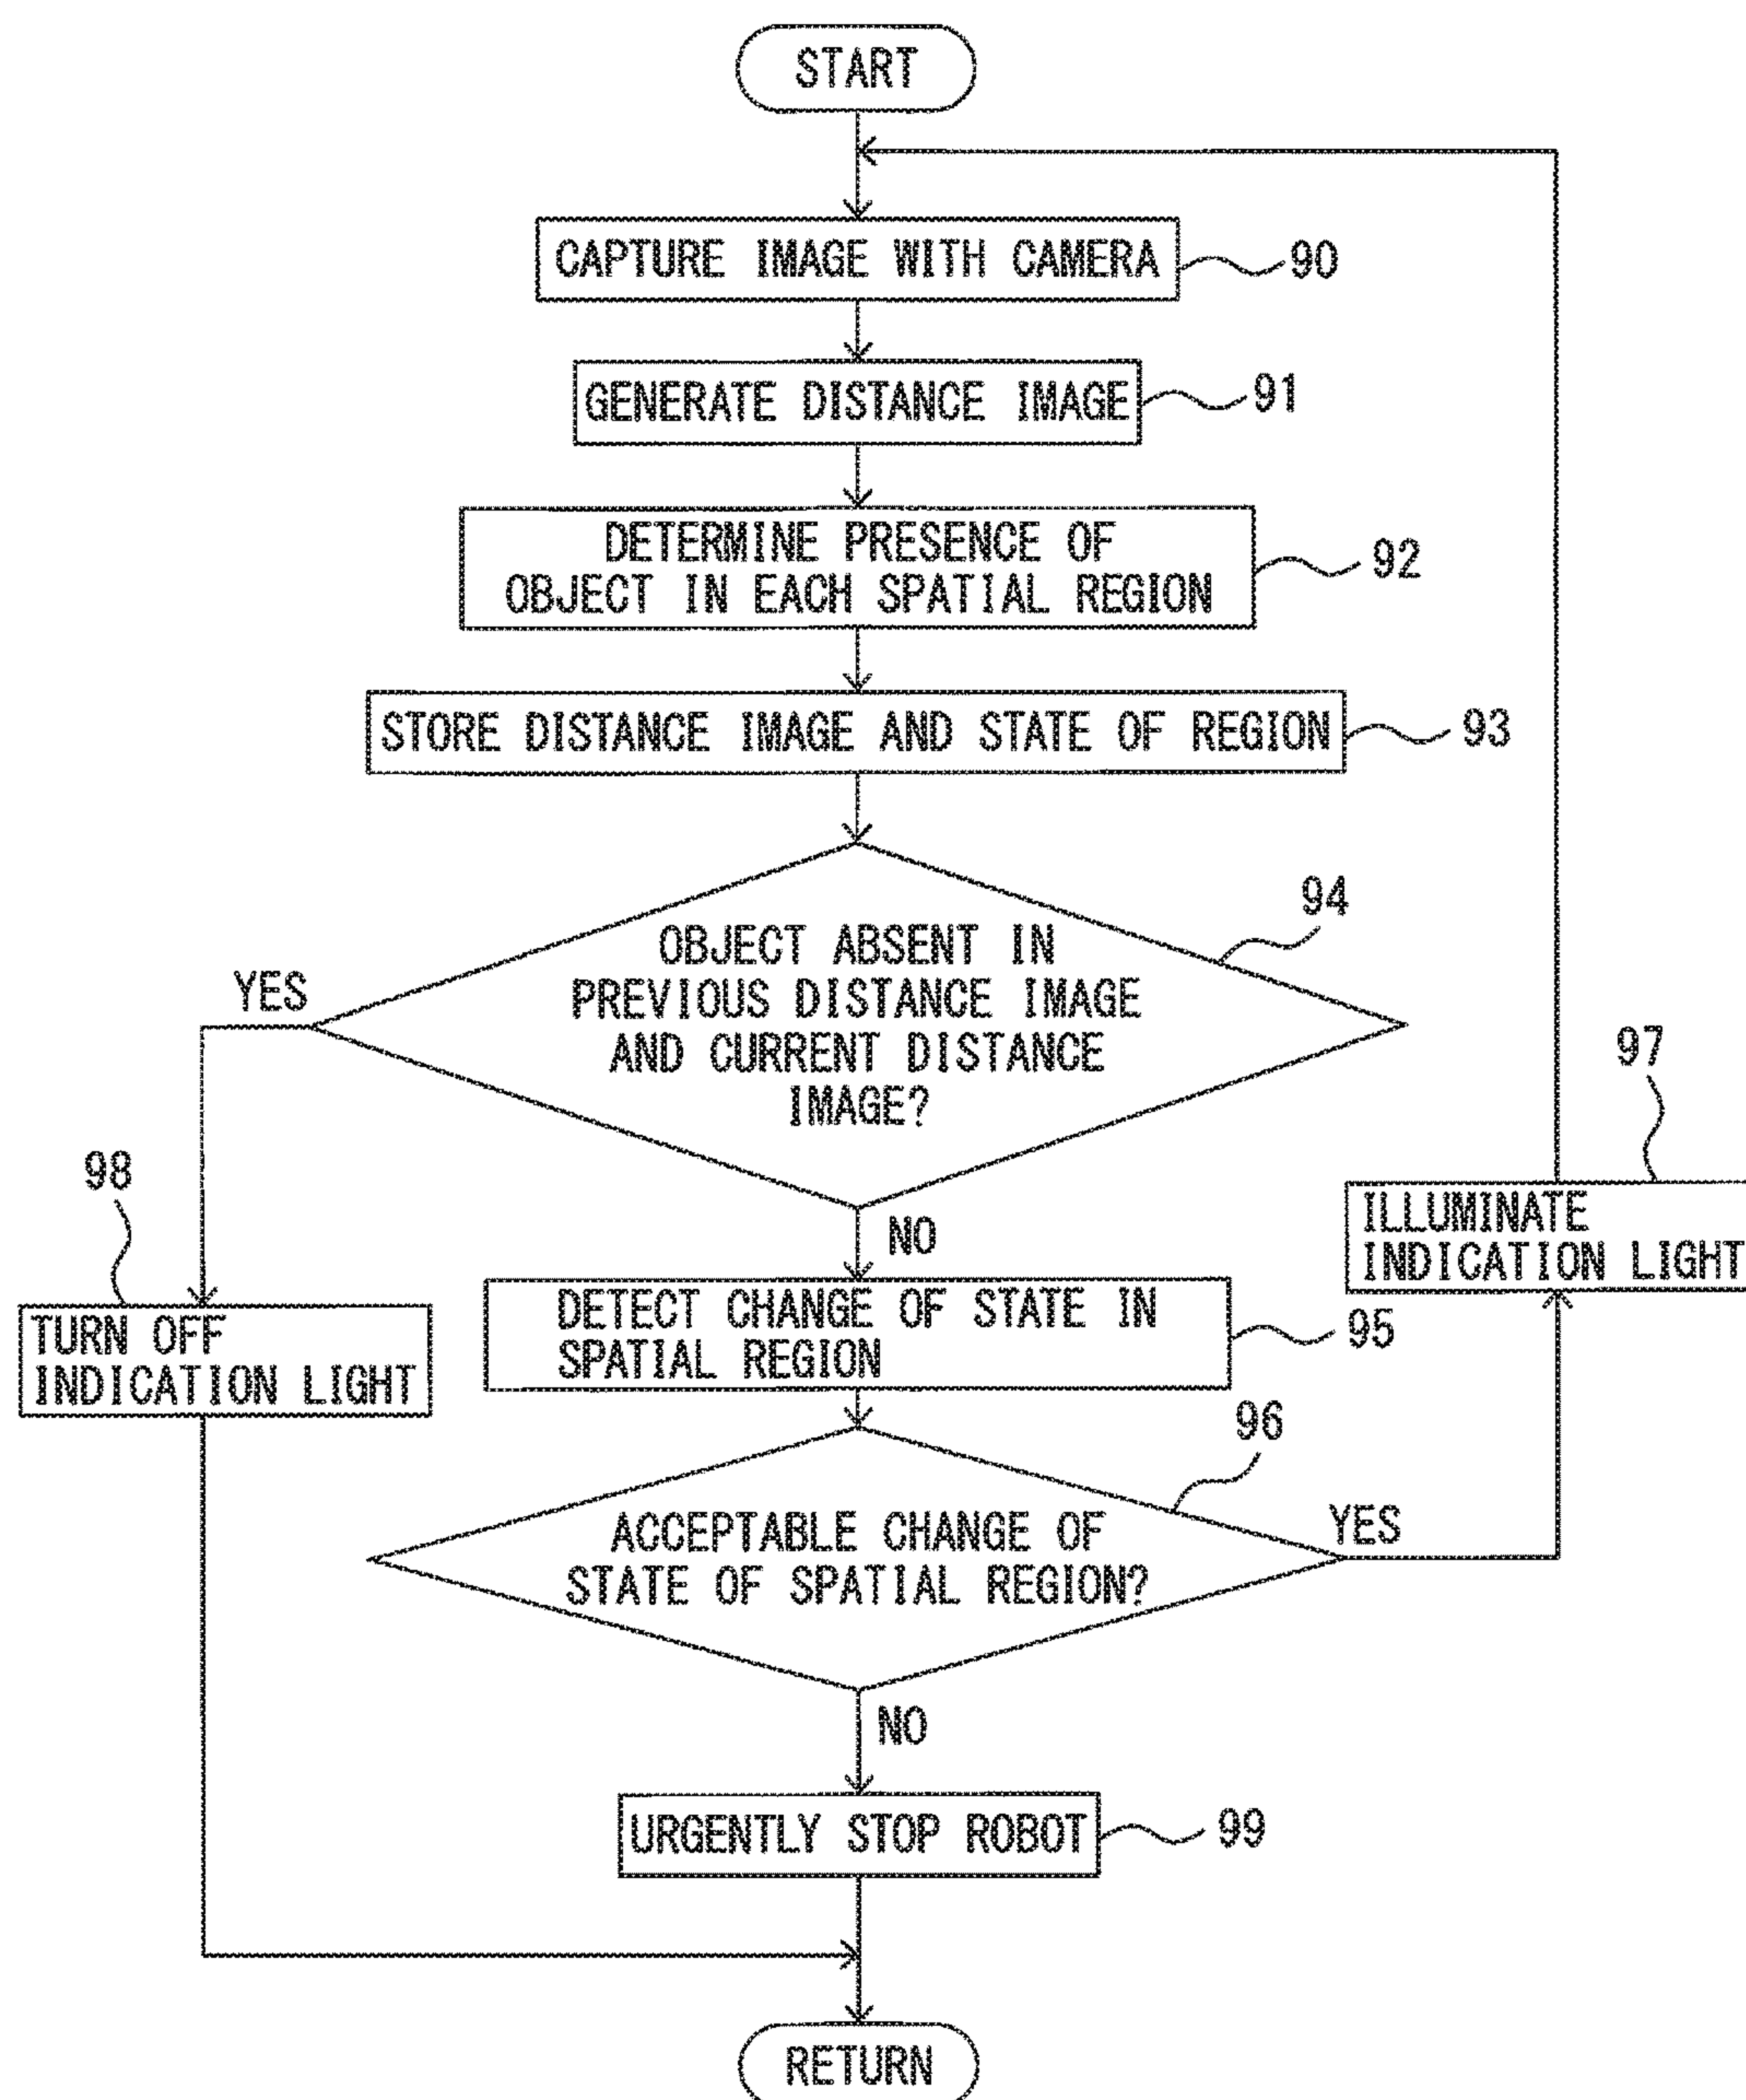 START
CAPTURE IMAGE WITH CAMERA
90
GENERATE DISTANCE IMAGE
91
DETERMINE PRESENCE OF
OBJECT IN EACH SPATIAL REGION
92
STORE DISTANCE IMAGE AND STATE OF REGION
93
94
OBJECT ABSENT IN
PREVIOUS DISTANCE IMAGE
AND CURRENT DISTANCE
IMAGE?
YES
NO
97
ILLUMINATE
INDICATION LIGHT
98
TURN OFF
INDICATION LIGHT
DETECT CHANGE OF STATE IN
SPATIAL REGION
95
96
ACCEPTABLE CHANGE OF
STATE OF SPATIAL REGION?
YES
NO
URGENTLY STOP ROBOT
99
RETURN